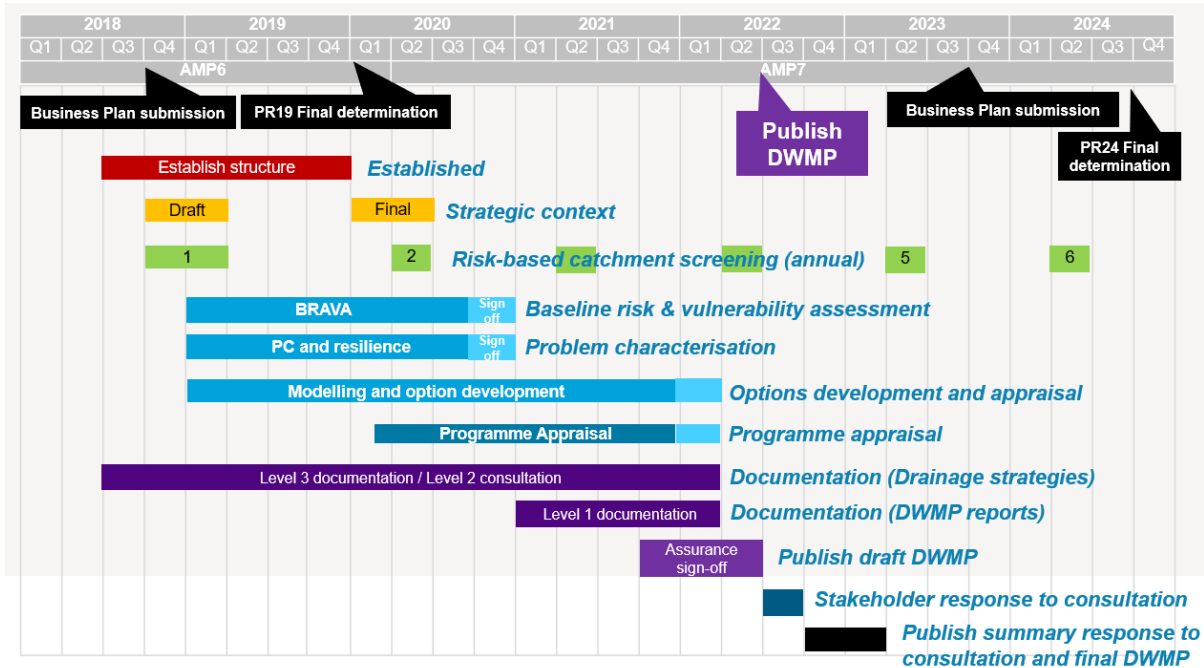 2018 2019 2020 2021 2022 2023 2024
Q1 Q2 Q3 Q4 Q1 Q2 Q3 Q4 Q1 Q2 Q3 Q4 Q1 Q2 Q3 Q4 Q1 Q2 Q3 Q4 Q1 Q2 Q3 Q4 Q1 Q2 Q3 Q4
AMP6 AMP7
Business Plan submission
PR19 Final determination
Publish
DWMP
Business Plan submission
PR24 Final
determination
Establish structure Established
Draft Final Strategic context
1 2 Risk-based catchment screening (annual) 5 6
BRAVA Sign
off
Baseline risk & vulnerability assessment
PC and resilience Sign
off
Problem characterisation
Modelling and option development Options development and appraisal
Programme Appraisal Programme appraisal
Level 3 documentation / Level 2 consultation Documentation (Drainage strategies)
Level 1 documentation Documentation (DWMP reports)
Assurance
sign-off
Publish draft DWMP
Stakeholder response to consultation
Publish summary response to
consultation and final DWMP